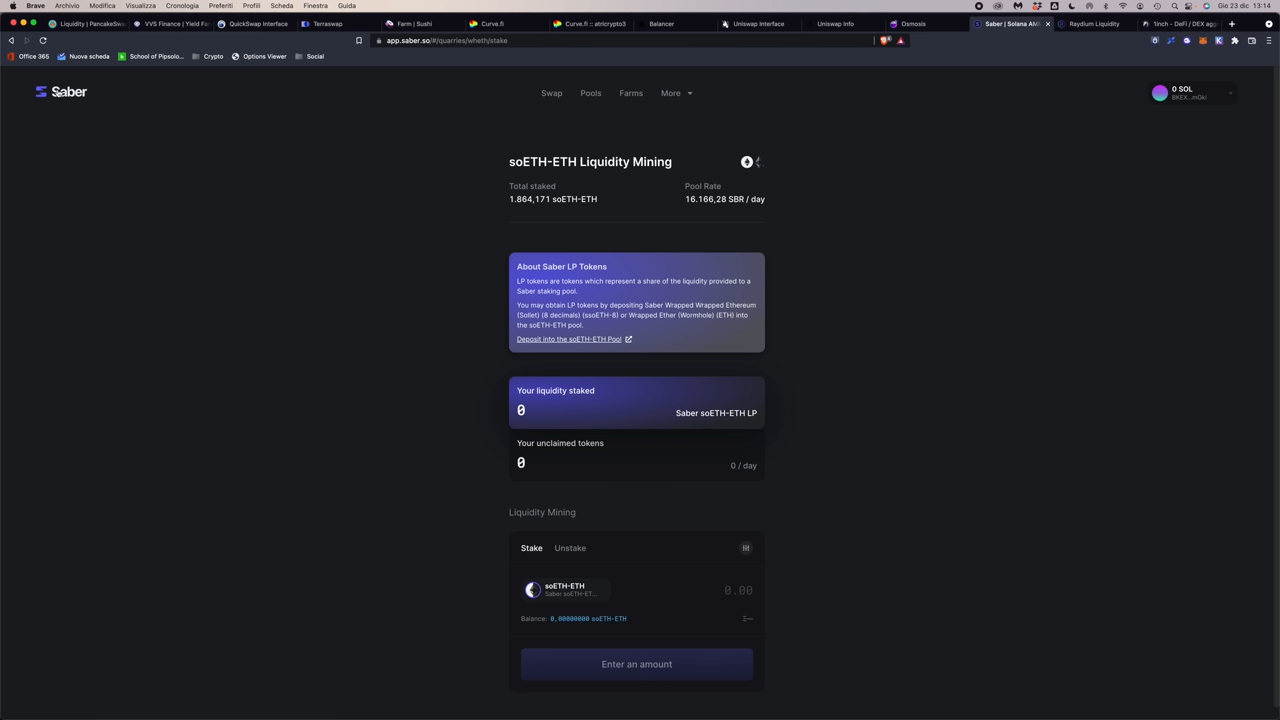 Brave Archivio Modifica Visualizza Cronologia Preferiti Profili Scheda Finestra Guida
Gio 23 dic 13:14
Liquidity | PancakeSwa
VVS Finance | Yield Fa
QuickSwap Interface
Terraswap
Farm | Sushi
Curve.fi
Curve.fi :: atricrypto3
Balancer
Uniswap Interface
Uniswap Info
Osmosis
Saber | Solana AM
Raydium Liquidity
1inch - DeFi / DEX agg
app.saber.so/#/quarries/wheth/stake
Office 365
Nuova scheda
School of Pipsolo...
Crypto
Options Viewer
Social
Saber
Swap Pools Farms More
0 SOL
BKEX...mGki
soETH-ETH Liquidity Mining
Total staked
1.864,171 soETH-ETH
Pool Rate
16.166,28 SBR / day
About Saber LP Tokens
LP tokens are tokens which represent a share of the liquidity provided to a
Saber staking pool.
You may obtain LP tokens by depositing Saber Wrapped Wrapped Ethereum
(Sollet) (8 decimals) (ssoETH-8) or Wrapped Ether (Wormhole) (ETH) into
the soETH-ETH pool.
Deposit into the soETH-ETH Pool
Your liquidity staked
0
Saber soETH-ETH LP
Your unclaimed tokens
0
0 / day
Liquidity Mining
Stake Unstake
soETH-ETH
Saber soETH-ET...
0.00
Balance: 0,00000000 soETH-ETH
Enter an amount